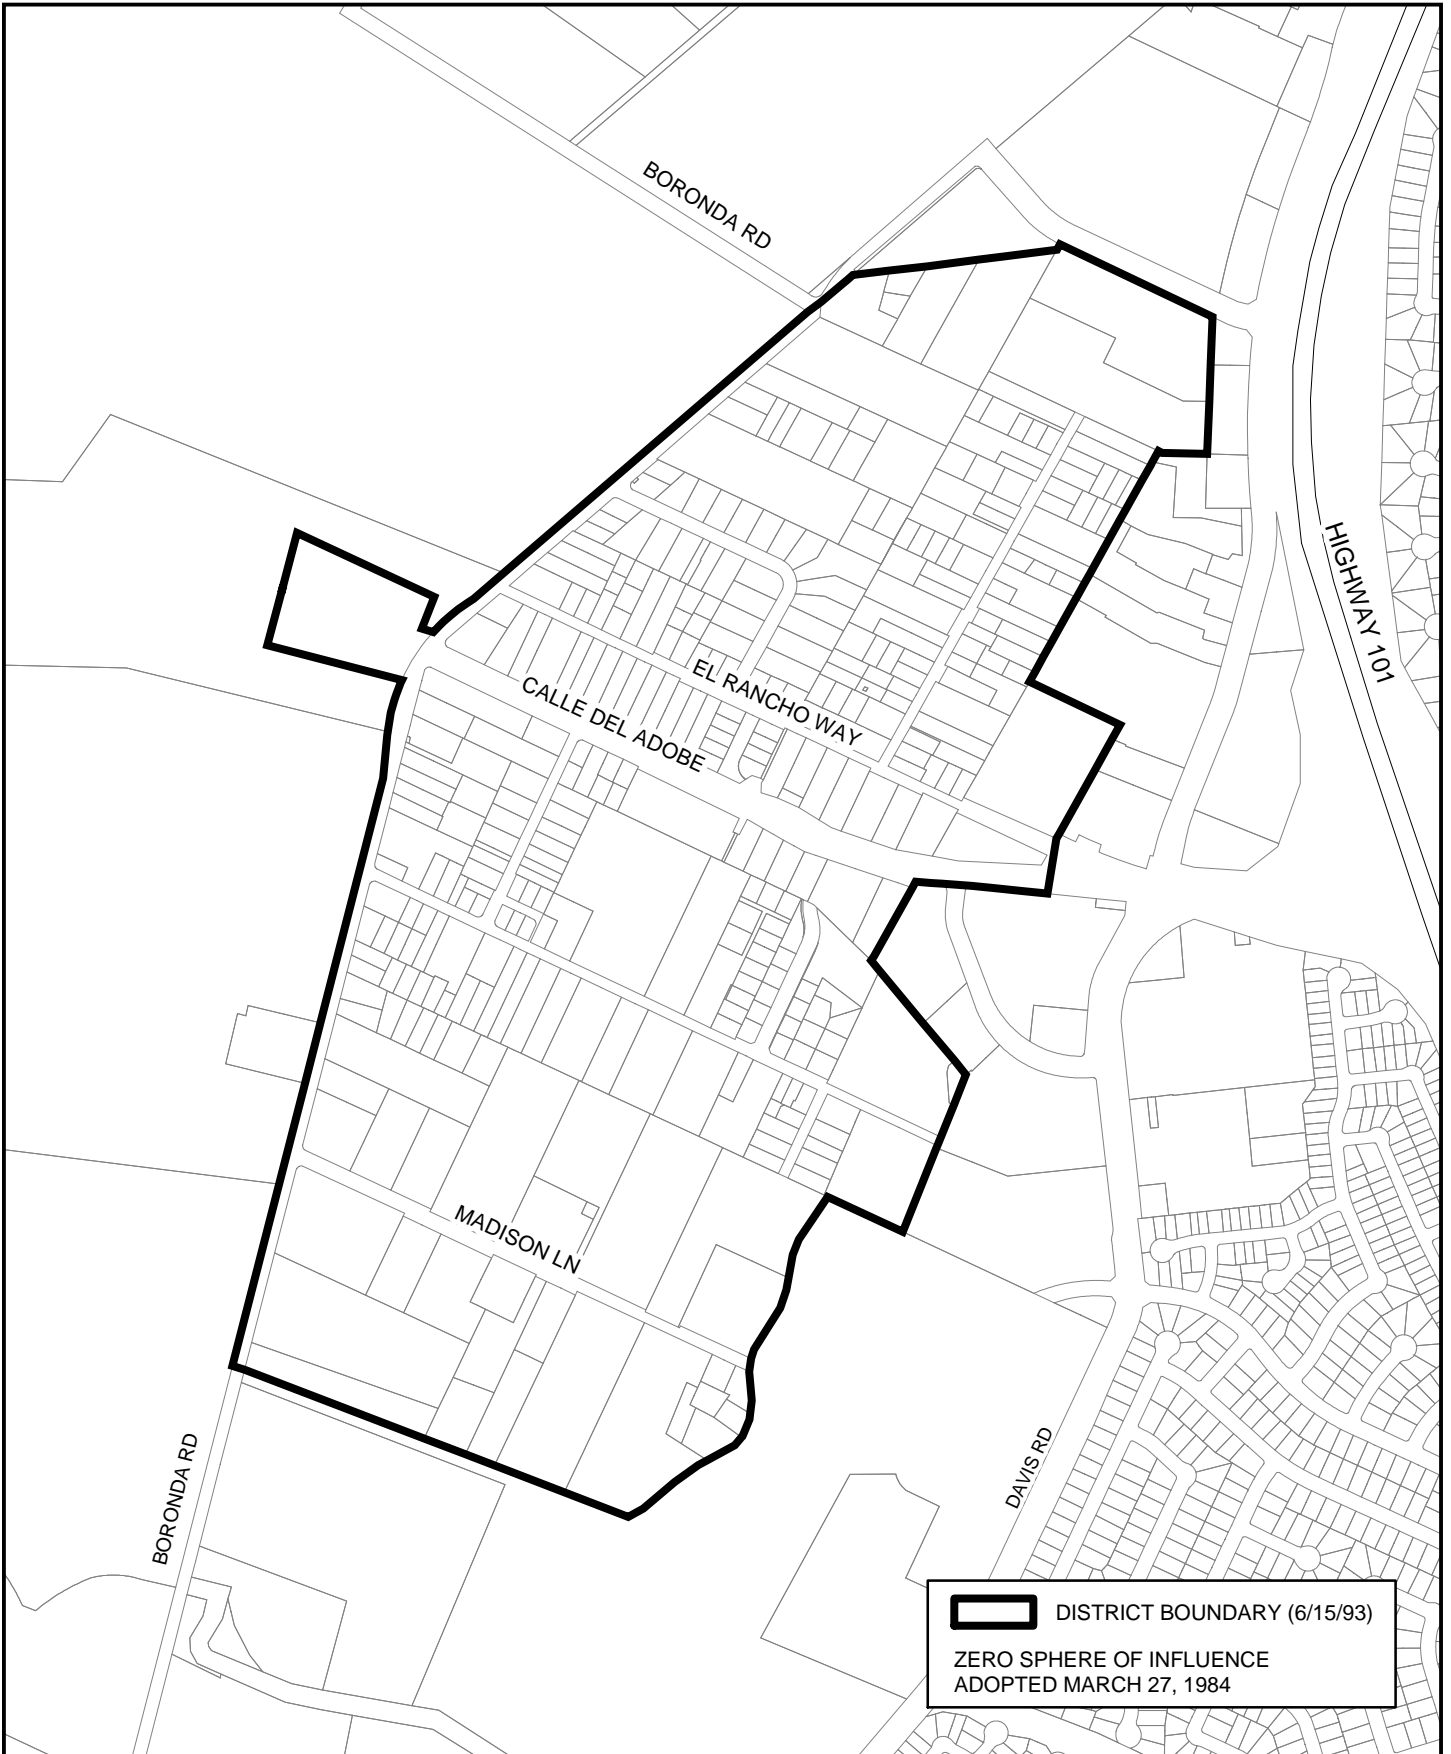 BORONDA RD
HIGHWAY 101
EL RANCHO WAY
CALLE DEL ADOBE
MADISON LN
BORONDA RD
DAVIS RD
DISTRICT BOUNDARY (6/15/93)
ZERO SPHERE OF INFLUENCE
ADOPTED MARCH 27, 1984